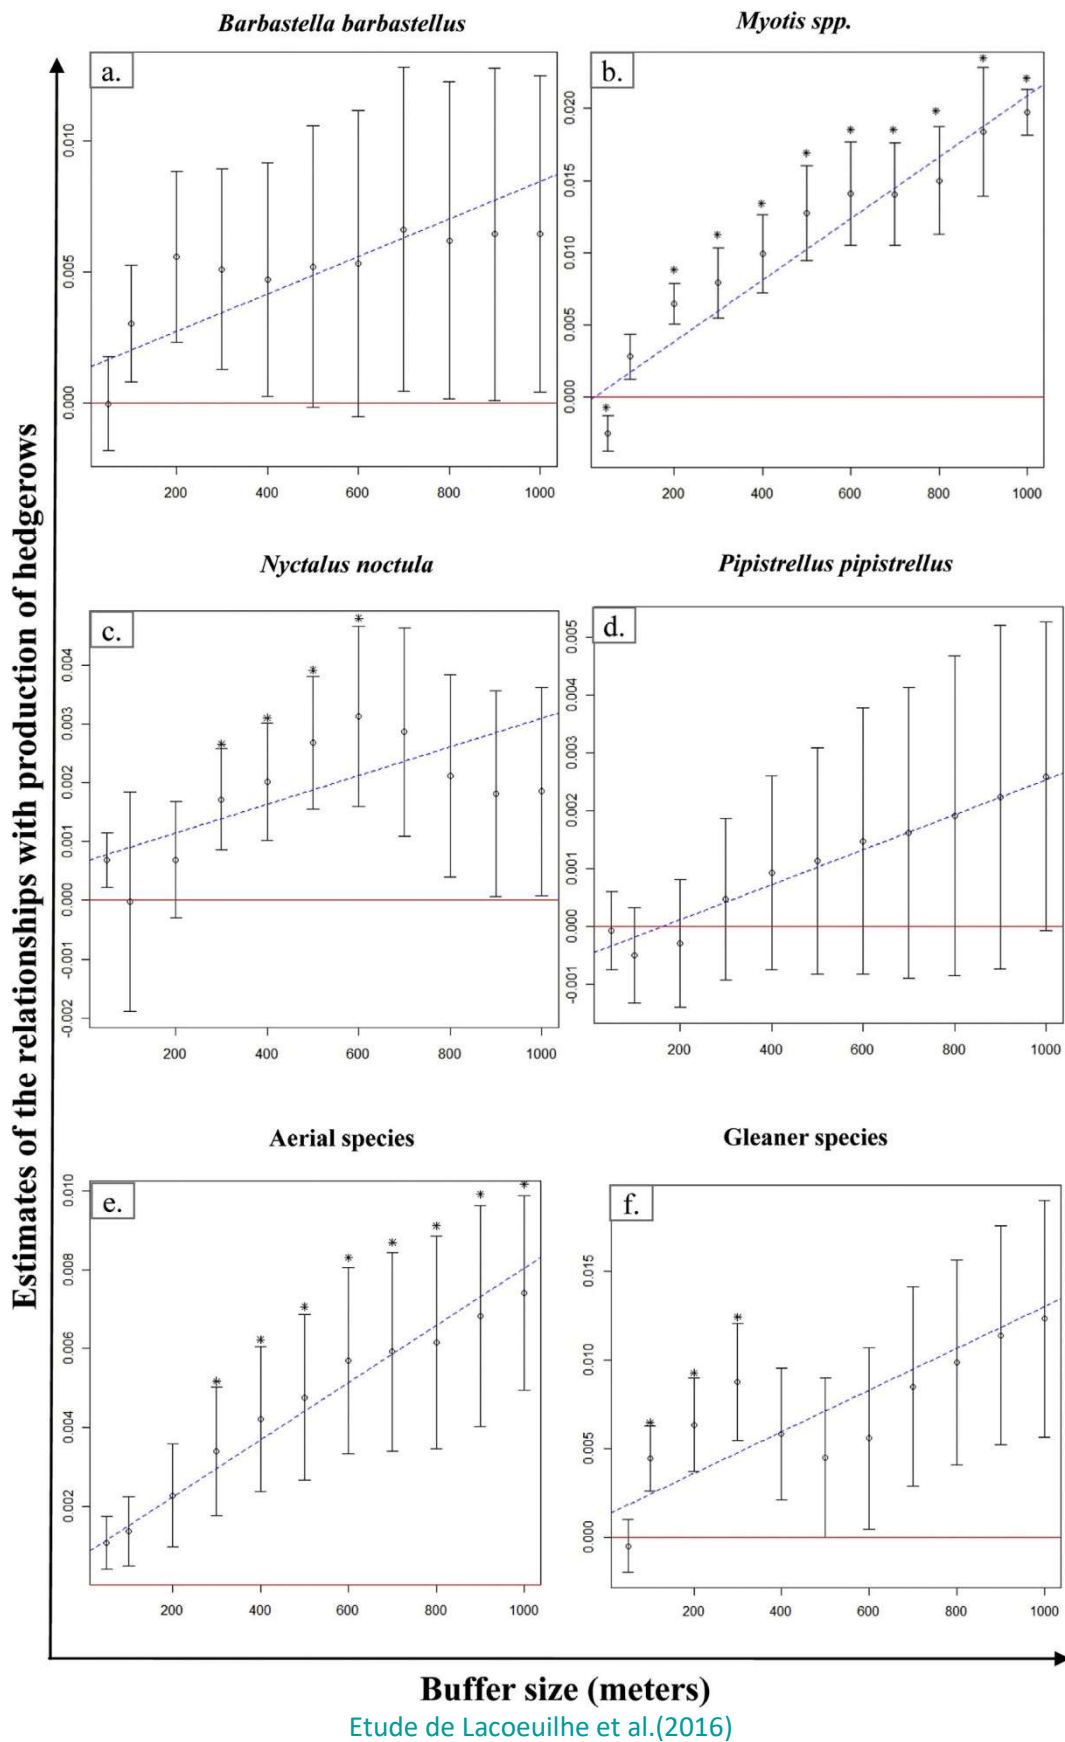 Barbastella barbastellus
Myotis spp.
a.
0.010
0.005
0.000
200 400 600 800 1000
b.
0.020
0.015
0.010
0.005
0.000
200 400 600 800 1000
Nyctalus noctula
Pipistrellus pipistrellus
c.
0.004
0.003
0.002
0.001
0.000
-0.001
-0.002
200 400 600 800 1000
d.
0.005
0.004
0.003
0.002
0.001
0.000
-0.001
200 400 600 800 1000
Aerial species
Gleaner species
e.
0.010
0.008
0.006
0.004
0.002
200 400 600 800 1000
f.
0.015
0.010
0.005
0.000
200 400 600 800 1000
Estimates of the relationships with production of hedgerows
Buffer size (meters)
Etude de Lacoeuilhe et al.(2016)